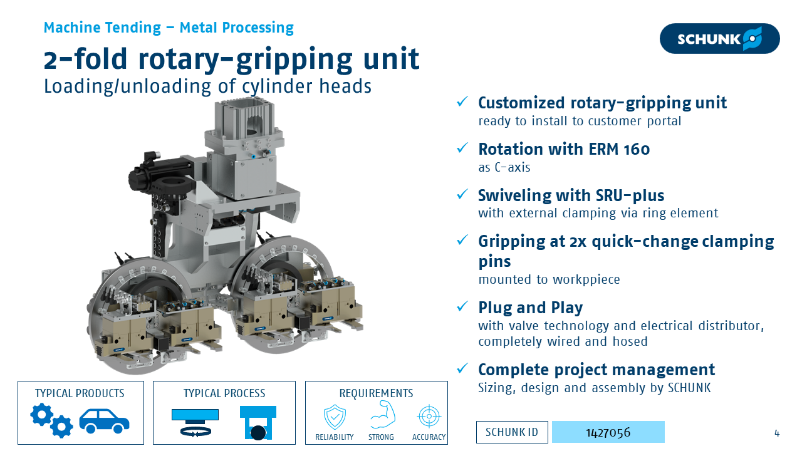 Machine Tending – Metal Processing
SCHUNK
2-fold rotary-gripping unit
Loading/unloading of cylinder heads
Customized rotary-gripping unit
ready to install to customer portal
Rotation with ERM 160
as C-axis
Swiveling with SRU-plus
with external clamping via ring element
Gripping at 2x quick-change clamping
pins
mounted to workppiece
Plug and Play
with valve technology and electrical distributor,
completely wired and hosed
Complete project management
Sizing, design and assembly by SCHUNK
TYPICAL PRODUCTS
TYPICAL PROCESS
REQUIREMENTS
RELIABILITY
STRONG
ACCURACY
SCHUNK ID
1427056
4